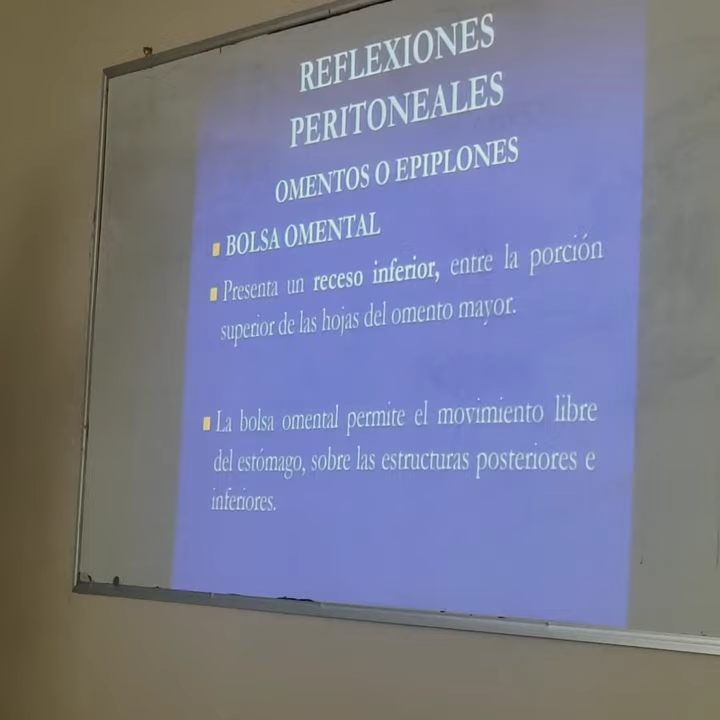 REFLEXIONES
PERITONEALES
OMENTOS O EPIPLONES
BOLSA OMENTAL
Presenta un receso inferior, entre la porción
superior de las hojas del omento mayor.
La bolsa omental permite el movimiento libre
del estómago, sobre las estructuras posteriores e
inferiores.